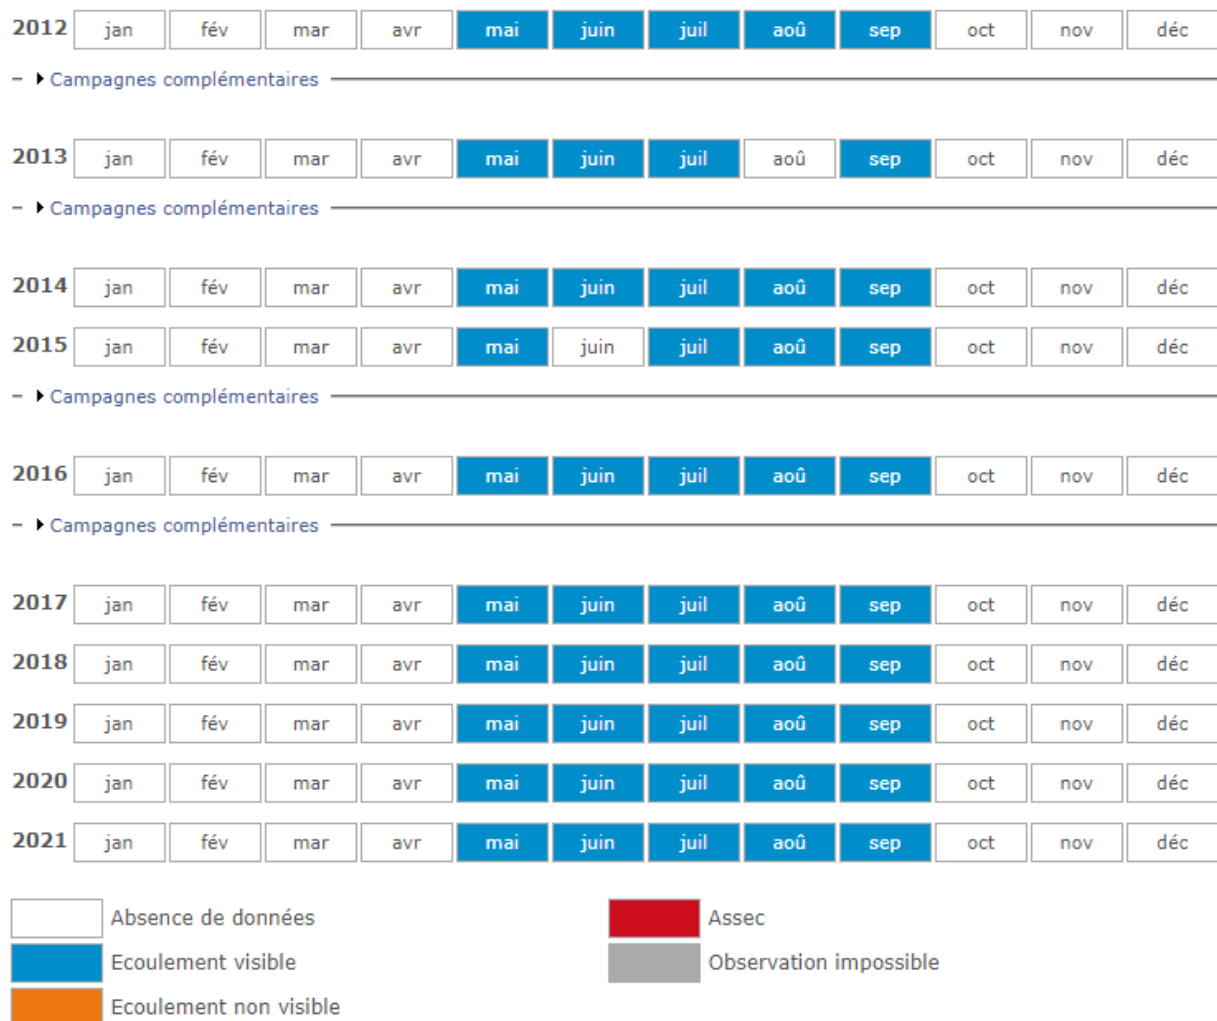 2012 jan fév mar avr mai juin juil aoû sep oct nov déc
Campagnes complémentaires
2013 jan fév mar avr mai juin juil aoû sep oct nov déc
Campagnes complémentaires
2014 jan fév mar avr mai juin juil aoû sep oct nov déc
2015 jan fév mar avr mai juin juil aoû sep oct nov déc
Campagnes complémentaires
2016 jan fév mar avr mai juin juil aoû sep oct nov déc
Campagnes complémentaires
2017 jan fév mar avr mai juin juil aoû sep oct nov déc
2018 jan fév mar avr mai juin juil aoû sep oct nov déc
2019 jan fév mar avr mai juin juil aoû sep oct nov déc
2020 jan fév mar avr mai juin juil aoû sep oct nov déc
2021 jan fév mar avr mai juin juil aoû sep oct nov déc
Absence de données Assec
Ecoulement visible Observation impossible
Ecoulement non visible